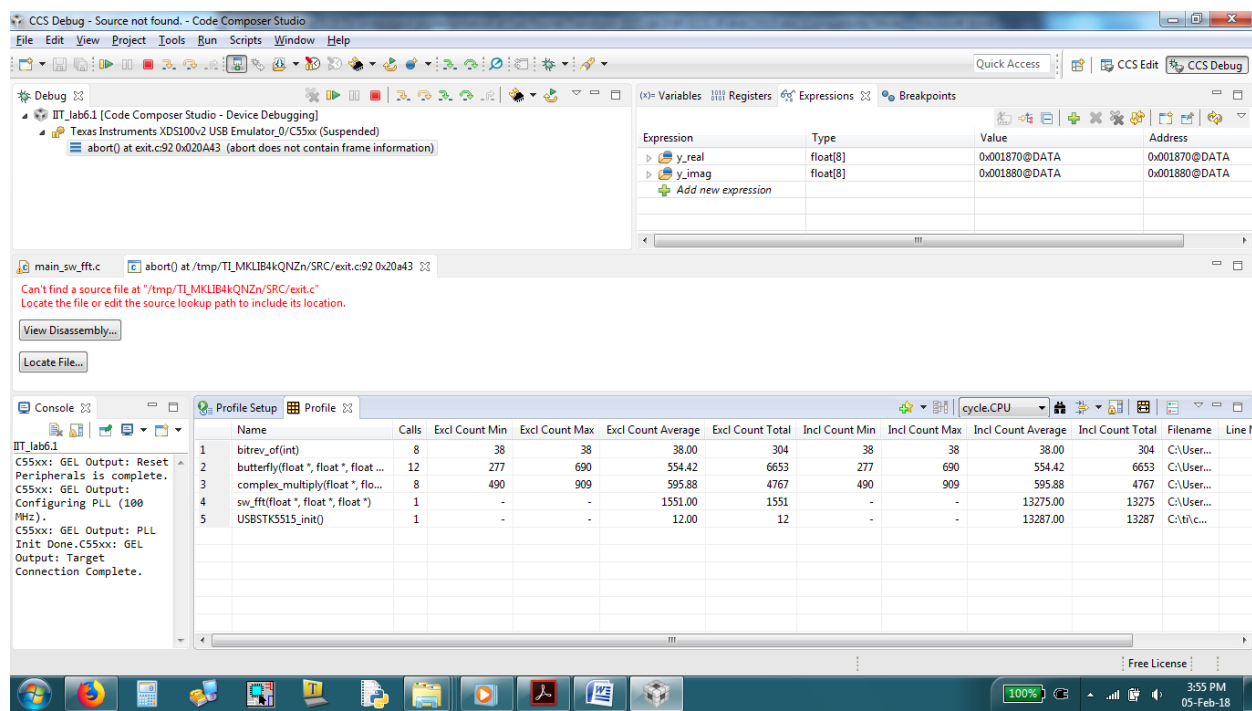 CCS Debug - Source not found. - Code Composer Studio
File Edit View Project Tools Run Scripts Window Help
Quick Access CCS Edit CCS Debug
Debug
IIT_lab6.1 [Code Composer Studio - Device Debugging]
Texas Instruments XDS100v2 USB Emulator_0/C55xx (Suspended)
abort() at exit.c:92 0x020A43 (abort does not contain frame information)
(x)= Variables Registers Expressions Breakpoints
Expression Type Value Address
y_real float[8] 0x001870@DATA 0x001870@DATA
y_imag float[8] 0x001880@DATA 0x001880@DATA
Add new expression
main_sw_fft.c abort() at /tmp/TI_MKLIB4kQNZn/SRC/exit.c:92 0x20a43
Can't find a source file at "/tmp/TI_MKLIB4kQNZn/SRC/exit.c"
Locate the file or edit the source lookup path to include its location.
View Disassembly...
Locate File...
Console
IIT_lab6.1
C55xx: GEL Output: Reset
Peripherals is complete.
C55xx: GEL Output:
Configuring PLL (100
MHz).
C55xx: GEL Output: PLL
Init Done.C55xx: GEL
Output: Target
Connection Complete.
Profile Setup Profile cycle.CPU
Name Calls Excl Count Min Excl Count Max Excl Count Average Excl Count Total Incl Count Min Incl Count Max Incl Count Average Incl Count Total Filename Line
1 bitrev_of(int) 8 38 38 38.00 304 38 38 38.00 304 C:\User...
2 butterfly(float *, float *, float ... 12 277 690 554.42 6653 277 690 554.42 6653 C:\User...
3 complex_multiply(float *, flo... 8 490 909 595.88 4767 490 909 595.88 4767 C:\User...
4 sw_fft(float *, float *, float *) 1 - - 1551.00 1551 - - 13275.00 13275 C:\User...
5 USBSTK5515_init() 1 - - 12.00 12 - - 13287.00 13287 C:\ti\c...
Free License
100%
3:55 PM
05-Feb-18